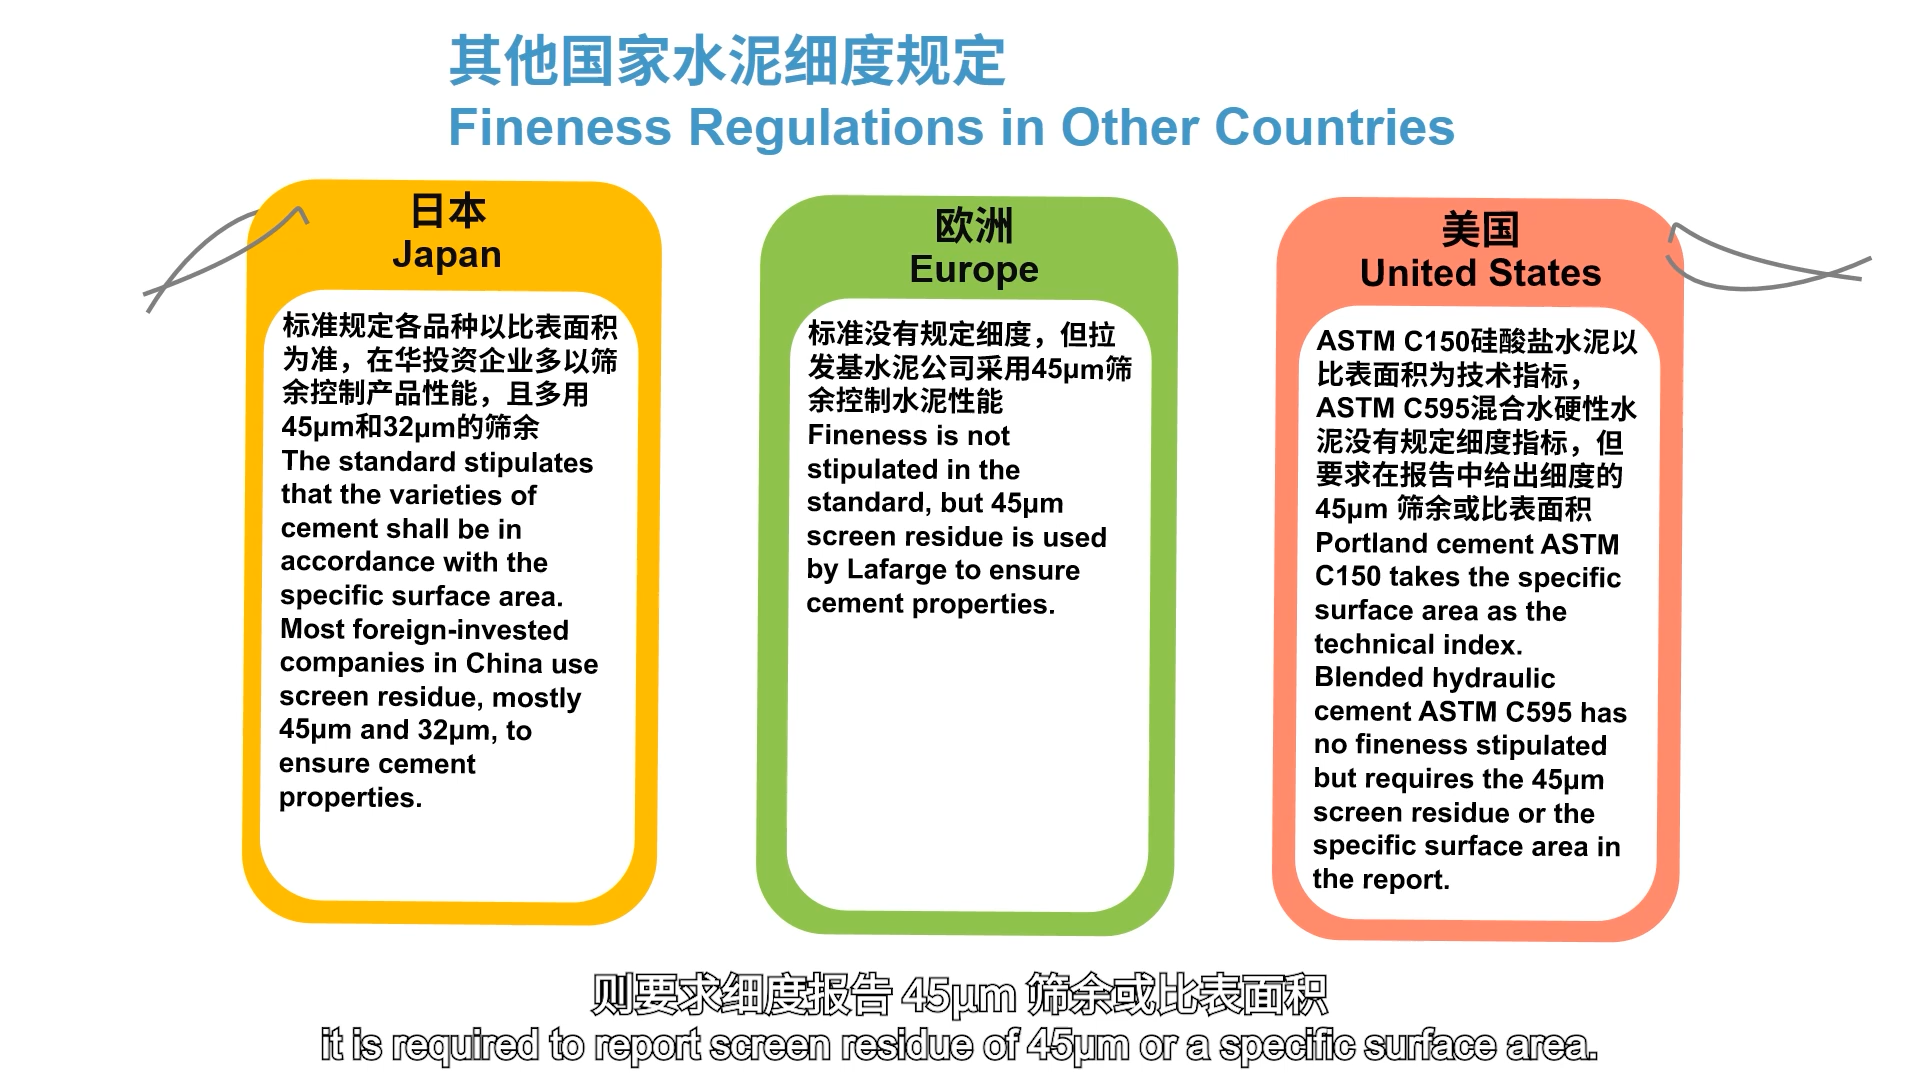 其他国家水泥细度规定
Fineness Regulations in Other Countries
日本
Japan
标准规定各品种以比表面积
为准，在华投资企业多以筛
余控制产品性能，且多用
45μm和32μm的筛余
The standard stipulates
that the varieties of
cement shall be in
accordance with the
specific surface area.
Most foreign-invested
companies in China use
screen residue, mostly
45μm and 32μm, to
ensure cement
properties.
欧洲
Europe
标准没有规定细度，但拉
发基水泥公司采用45μm筛
余控制水泥性能
Fineness is not
stipulated in the
standard, but 45μm
screen residue is used
by Lafarge to ensure
cement properties.
美国
United States
ASTM C150硅酸盐水泥以
比表面积为技术指标，
ASTM C595混合水硬性水
泥没有规定细度指标，但
要求在报告中给出细度的
45μm 筛余或比表面积
Portland cement ASTM
C150 takes the specific
surface area as the
technical index.
Blended hydraulic
cement ASTM C595 has
no fineness stipulated
but requires the 45μm
screen residue or the
specific surface area in
the report.
则要求细度报告 45μm 筛余或比表面积
it is required to report screen residue of 45μm or a specific surface area.